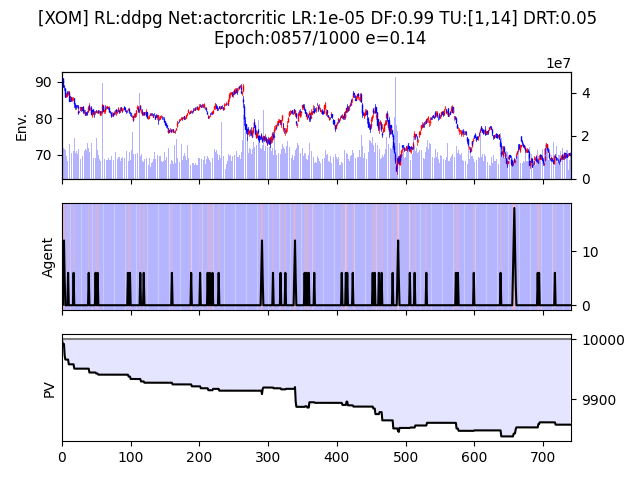 [XOM] RL:ddpg Net:actorcritic LR:1e-05 DF:0.99 TU:[1,14] DRT:0.05
Epoch:0857/1000 e=0.14
1e7
90
80
70
Env.
4
2
0
Agent
10
0
PV
10000
9900
0 100 200 300 400 500 600 700